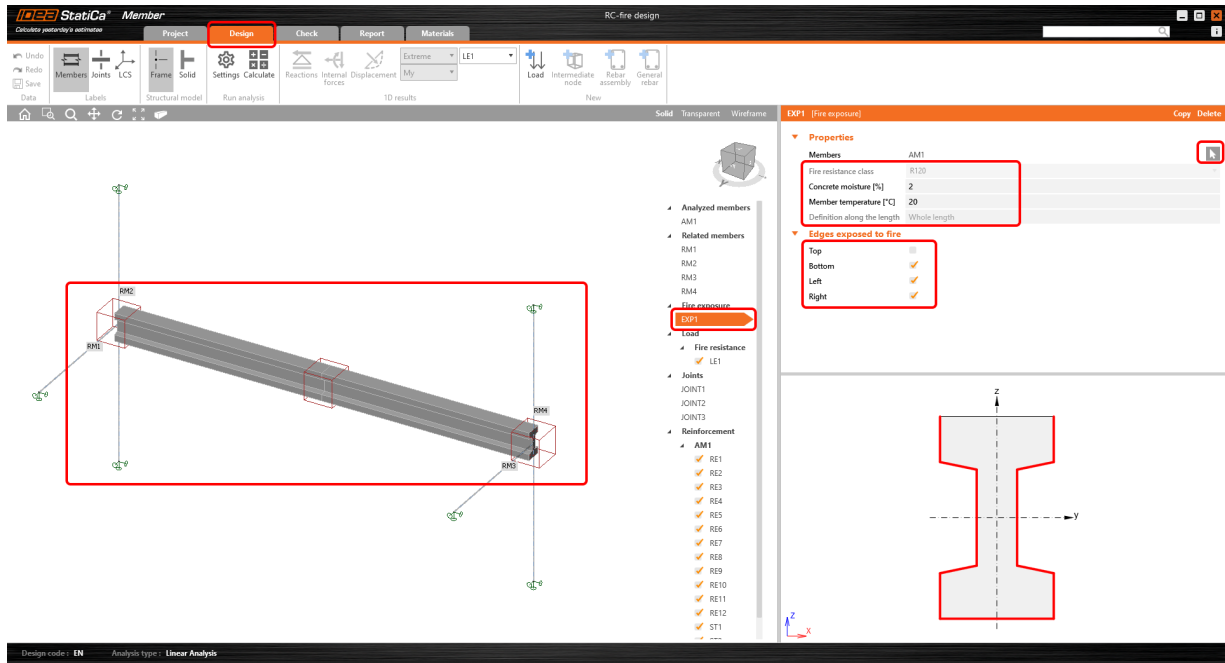 IDEA StatiCa® Member
RC-fire design
Calculate yesterday's estimates
Project Design Check Report Materials
Undo
Redo
Save
Members Joints LCS
Frame Solid
Settings Calculate
Reactions Internal forces Displacement
Extreme LE1
My
Load Intermediate node Rebar assembly General rebar
Data Labels Structural model Run analysis 1D results New
Solid Transparent Wireframe
EXP1 [Fire exposure] Copy Delete
Properties
Members AM1
Fire resistance class R120
Concrete moisture [%] 2
Member temperature [°C] 20
Definition along the length Whole length
Edges exposed to fire
Top
Bottom
Left
Right
Analyzed members
AM1
Related members
RM1
RM2
RM3
RM4
Fire exposure
EXP1
Load
Fire resistance
LE1
Joints
JOINT1
JOINT2
JOINT3
Reinforcement
AM1
RE1
RE2
RE3
RE4
RE5
RE6
RE7
RE8
RE9
RE10
RE11
RE12
ST1
RM2
RM1
RM4
RM3
z
y
Z
X
Design code : EN Analysis type : Linear Analysis